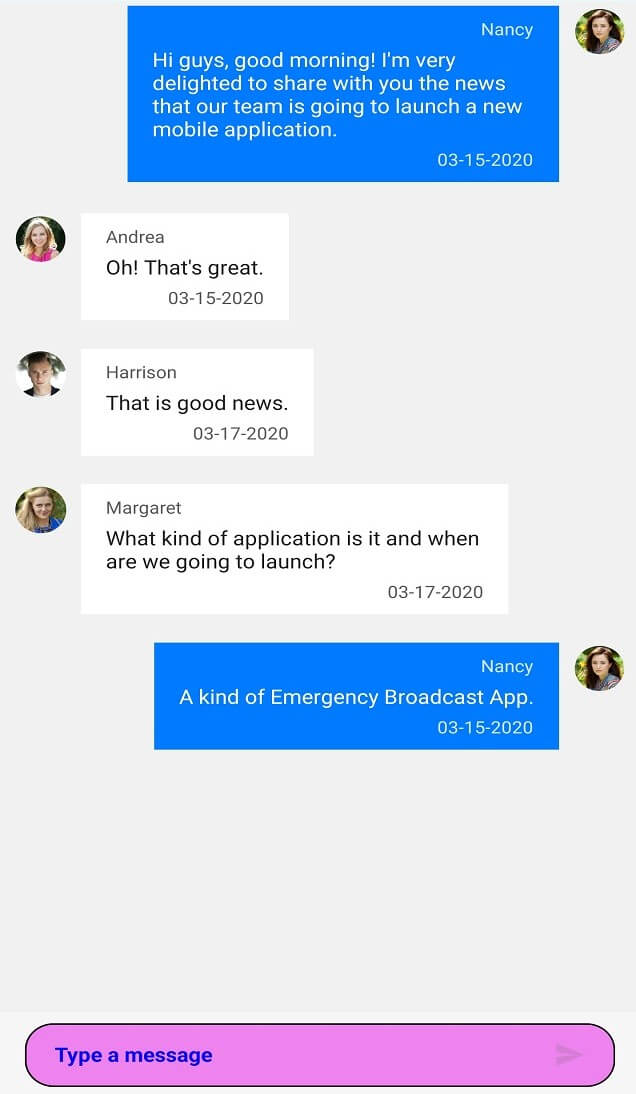 Nancy
Hi guys, good morning! I'm very
delighted to share with you the news
that our team is going to launch a new
mobile application.
03-15-2020
Andrea
Oh! That's great.
03-15-2020
Harrison
That is good news.
03-17-2020
Margaret
What kind of application is it and when
are we going to launch?
03-17-2020
Nancy
A kind of Emergency Broadcast App.
03-15-2020
Type a message